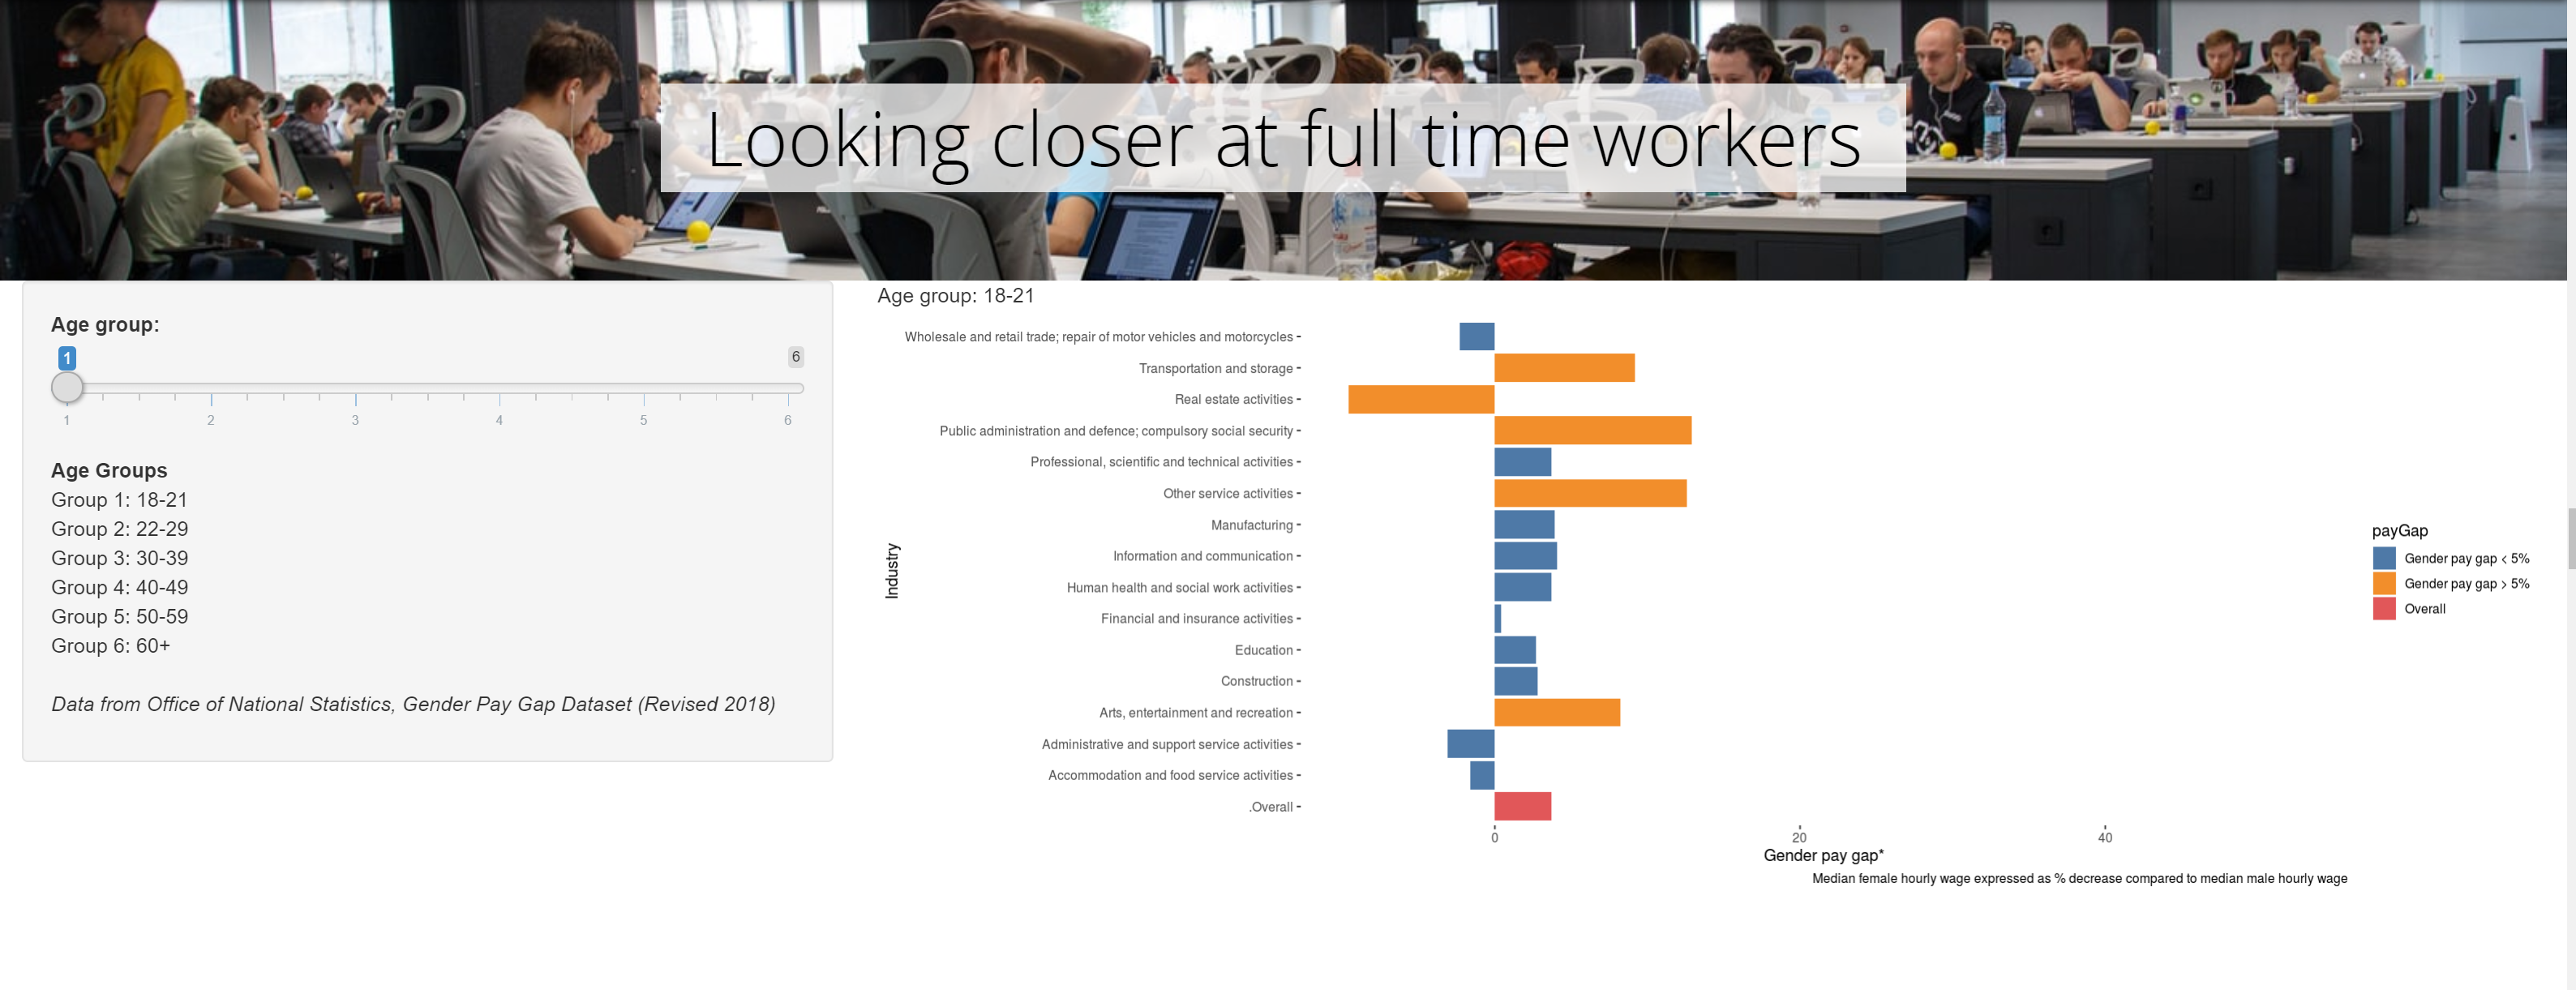 Looking closer at full time workers
Age group:
1
6
1 2 3 4 5 6
Age Groups
Group 1: 18-21
Group 2: 22-29
Group 3: 30-39
Group 4: 40-49
Group 5: 50-59
Group 6: 60+
Data from Office of National Statistics, Gender Pay Gap Dataset (Revised 2018)
Age group: 18-21
Industry
Wholesale and retail trade; repair of motor vehicles and motorcycles
Transportation and storage
Real estate activities
Public administration and defence; compulsory social security
Professional, scientific and technical activities
Other service activities
Manufacturing
Information and communication
Human health and social work activities
Financial and insurance activities
Education
Construction
Arts, entertainment and recreation
Administrative and support service activities
Accommodation and food service activities
.Overall
0 20 40
Gender pay gap*
Median female hourly wage expressed as % decrease compared to median male hourly wage
payGap
Gender pay gap < 5%
Gender pay gap > 5%
Overall